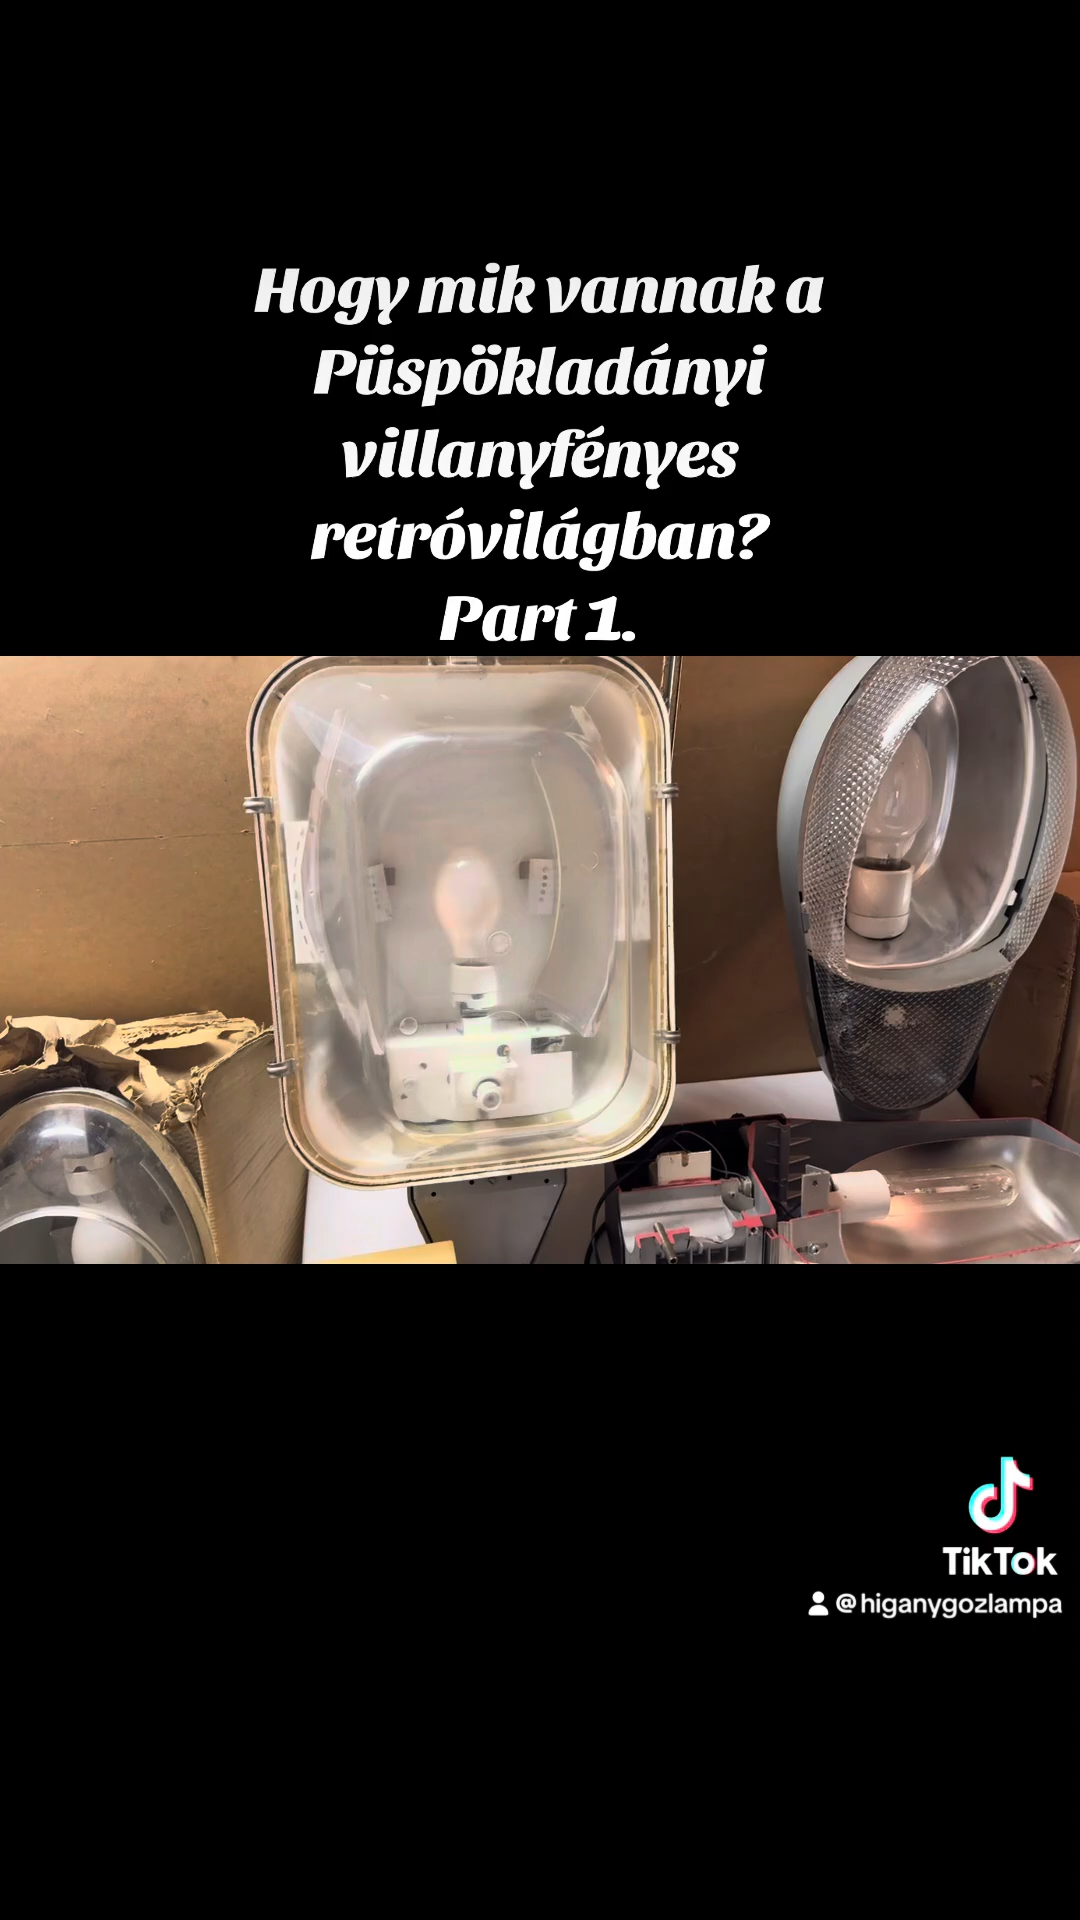 Hogy mik vannak a
Püspökladányi
villanyfényes
retróvilágban?
Part 1.
TikTok
@higanygozlampa